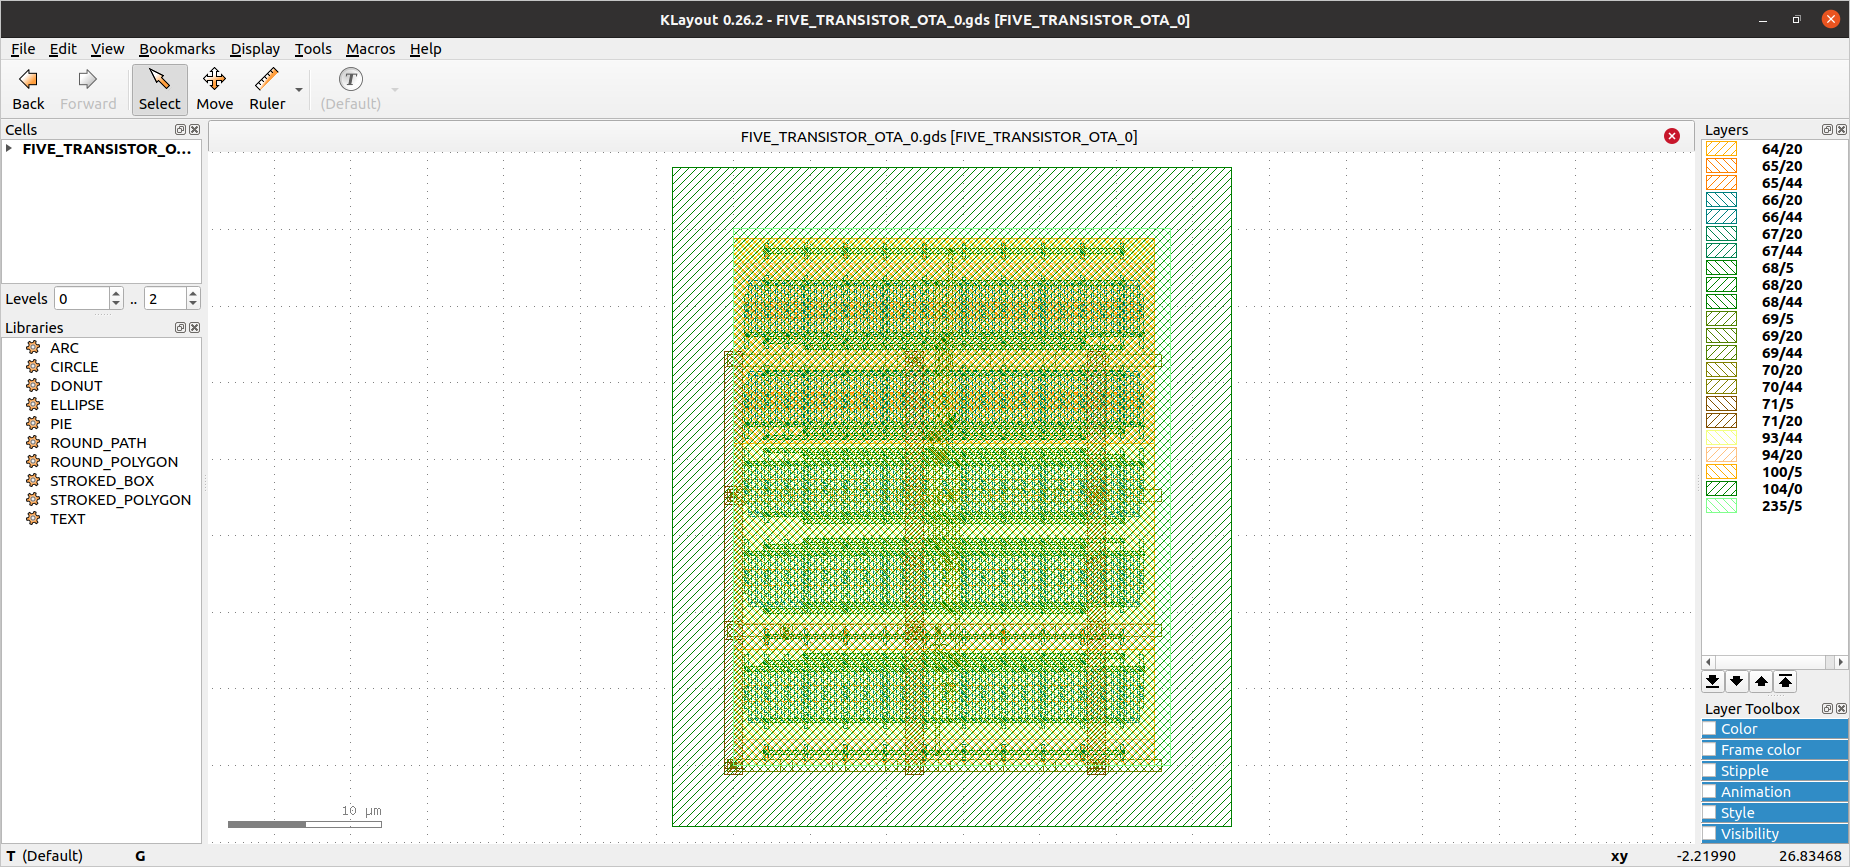 KLayout 0.26.2 - FIVE_TRANSISTOR_OTA_0.gds [FIVE_TRANSISTOR_OTA_0]
File Edit View Bookmarks Display Tools Macros Help
Back Forward Select Move Ruler T (Default)
Cells
FIVE_TRANSISTOR_O...
Levels 0 .. 2
Libraries
ARC
CIRCLE
DONUT
ELLIPSE
PIE
ROUND_PATH
ROUND_POLYGON
STROKED_BOX
STROKED_POLYGON
TEXT
FIVE_TRANSISTOR_OTA_0.gds [FIVE_TRANSISTOR_OTA_0]
10 µm
Layers
64/20
65/20
65/44
66/20
66/44
67/20
67/44
68/5
68/20
68/44
69/5
69/20
69/44
70/20
70/44
71/5
71/20
93/44
94/20
100/5
104/0
235/5
Layer Toolbox
Color
Frame color
Stipple
Animation
Style
Visibility
T (Default) G xy -2.21990 26.83468